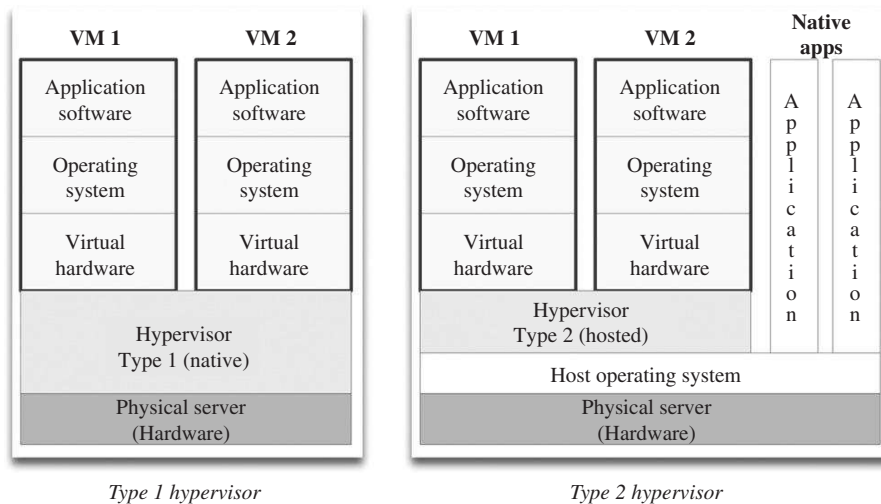 VM 1
VM 2
Application
software
Application
software
Operating
system
Operating
system
Virtual
hardware
Virtual
hardware
Hypervisor
Type 1 (native)
Physical server
(Hardware)
Type 1 hypervisor
VM 1
VM 2
Native
apps
Application
software
Application
software
Operating
system
Operating
system
Virtual
hardware
Virtual
hardware
Application
Application
Hypervisor
Type 2 (hosted)
Host operating system
Physical server
(Hardware)
Type 2 hypervisor